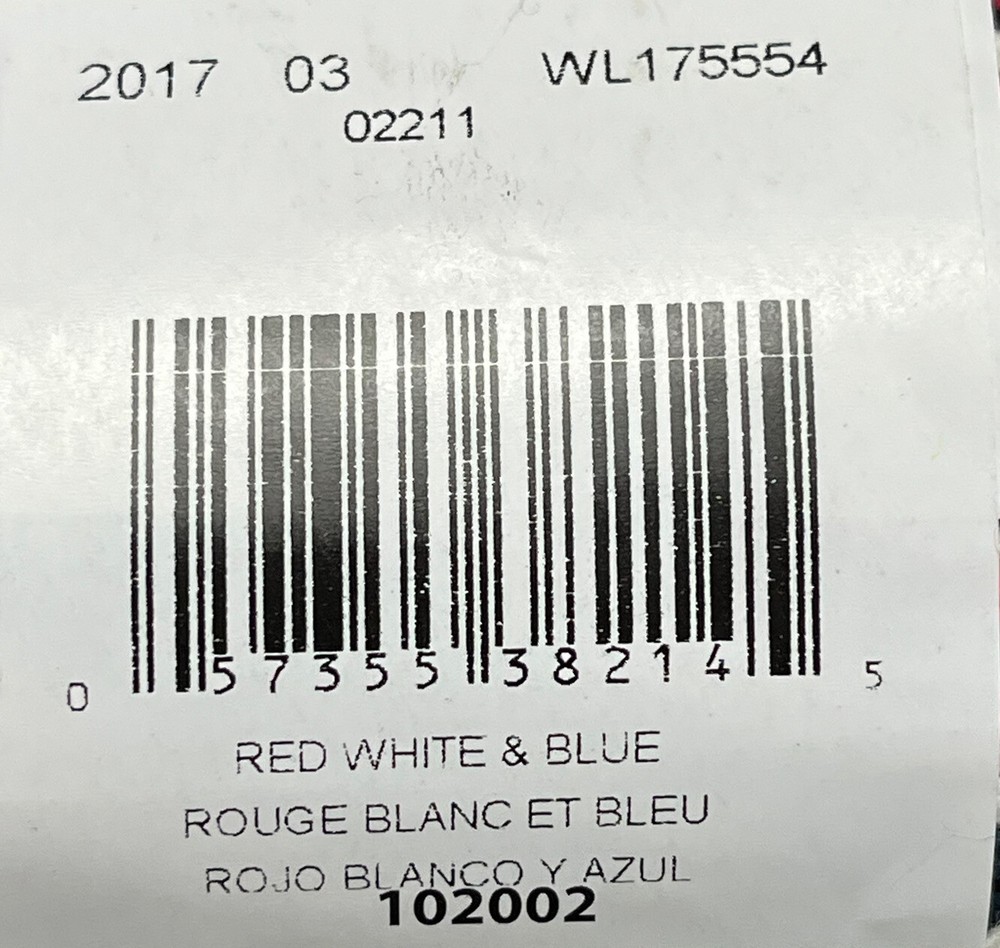 2017 03 WL175554
02211
0 57355 38214 5
RED WHITE & BLUE
ROUGE BLANC ET BLEU
ROJO BLANCO Y AZUL
102002